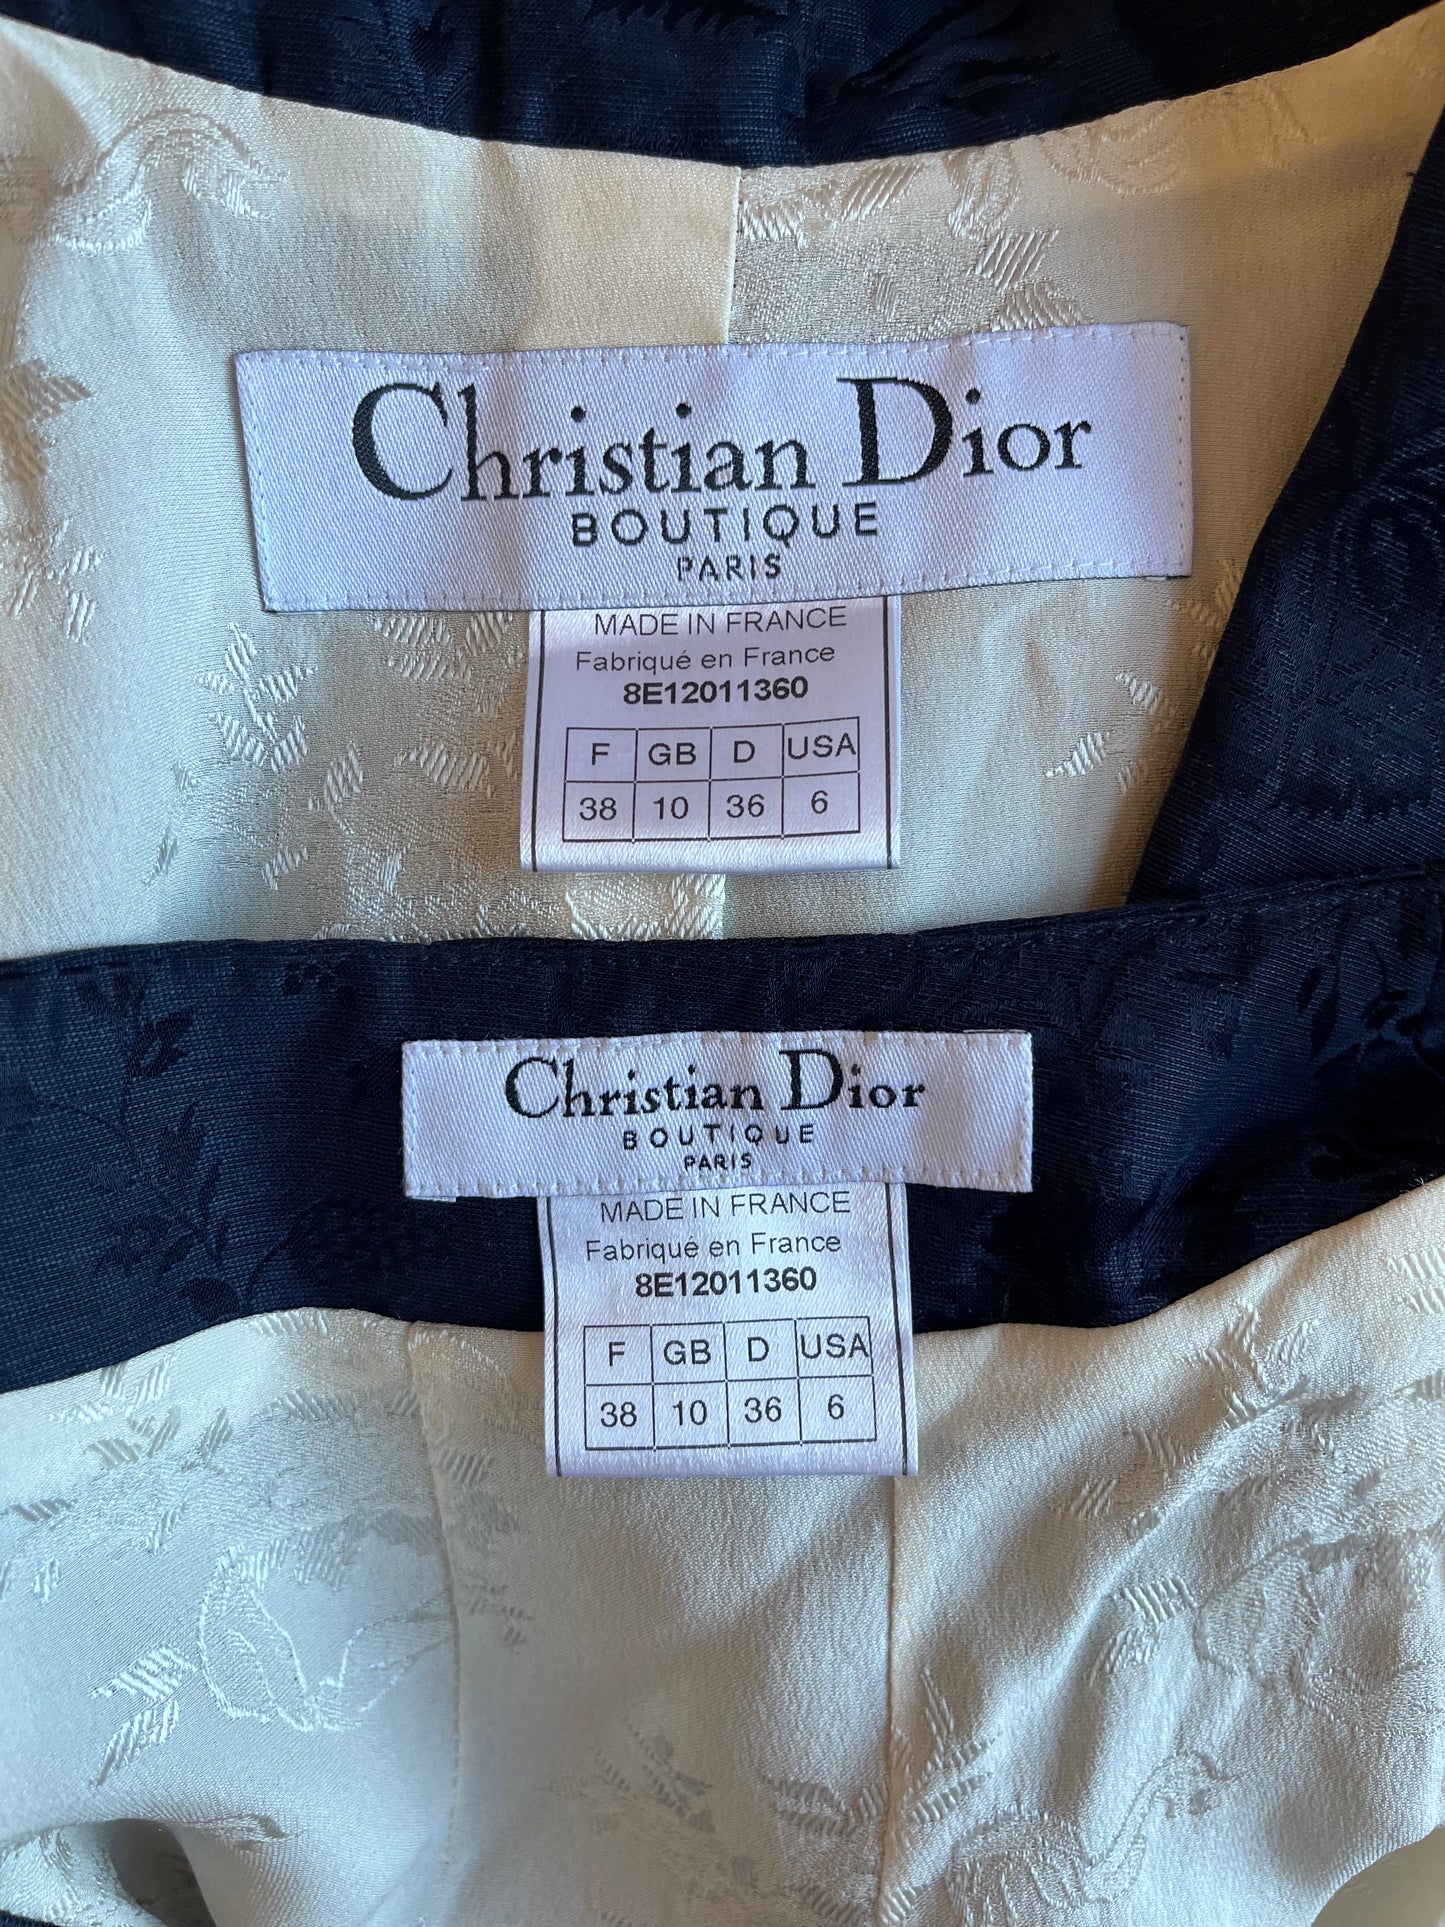 Christian Dior
BOUTIQUE
PARIS
MADE IN FRANCE
Fabriqué en France
8E12011360
F GB D USA
38 10 36 6
Christian Dior
BOUTIQUE
PARIS
MADE IN FRANCE
Fabriqué en France
8E12011360
F GB D USA
38 10 36 6